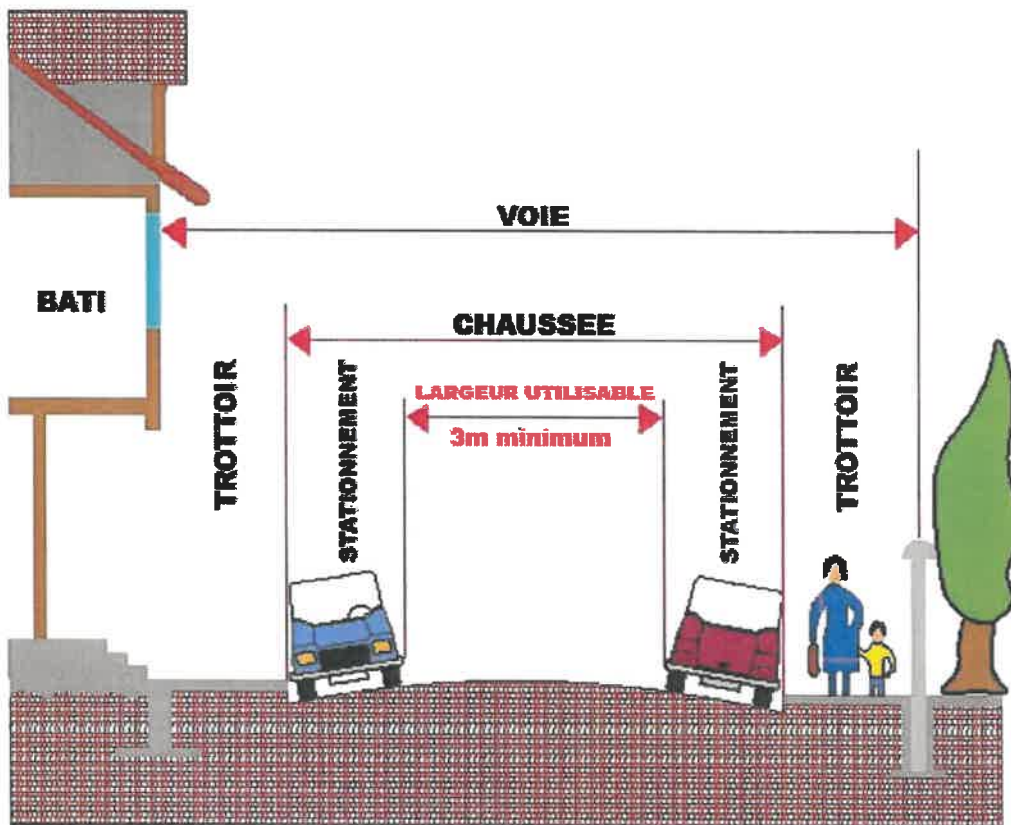 VOIE
BATI
CHAUSSEE
TROTTOIR
STATIONNEMENT
LARGEUR UTILISABLE
3m minimum
STATIONNEMENT
TROTTOIR